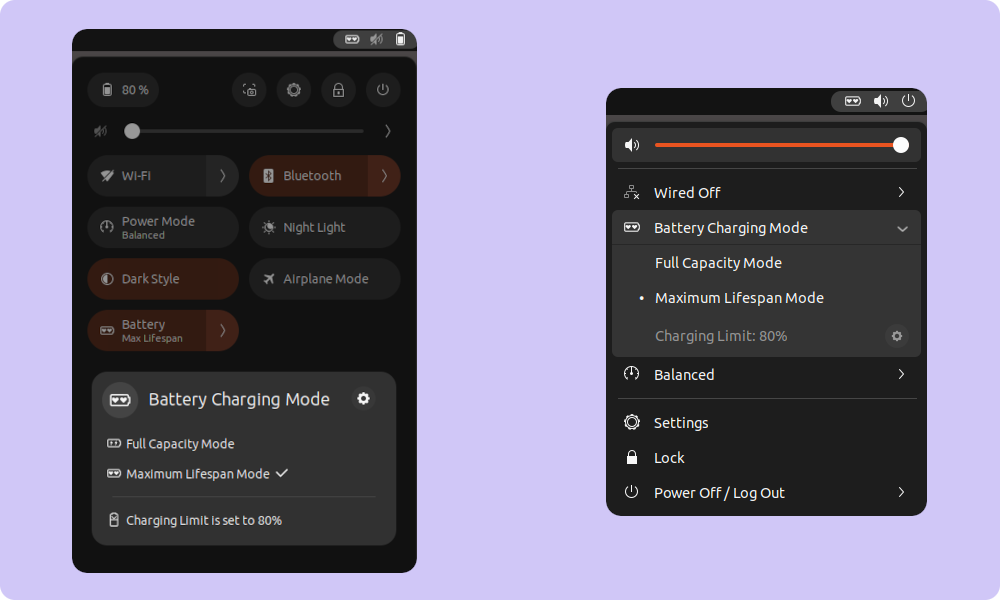 80 %
Wi-Fi
Bluetooth
Power Mode
Balanced
Night Light
Dark Style
Airplane Mode
Battery
Max Lifespan
Battery Charging Mode
Full Capacity Mode
Maximum Lifespan Mode
Charging Limit is set to 80%
Wired Off
Battery Charging Mode
Full Capacity Mode
• Maximum Lifespan Mode
Charging Limit: 80%
Balanced
Settings
Lock
Power Off / Log Out